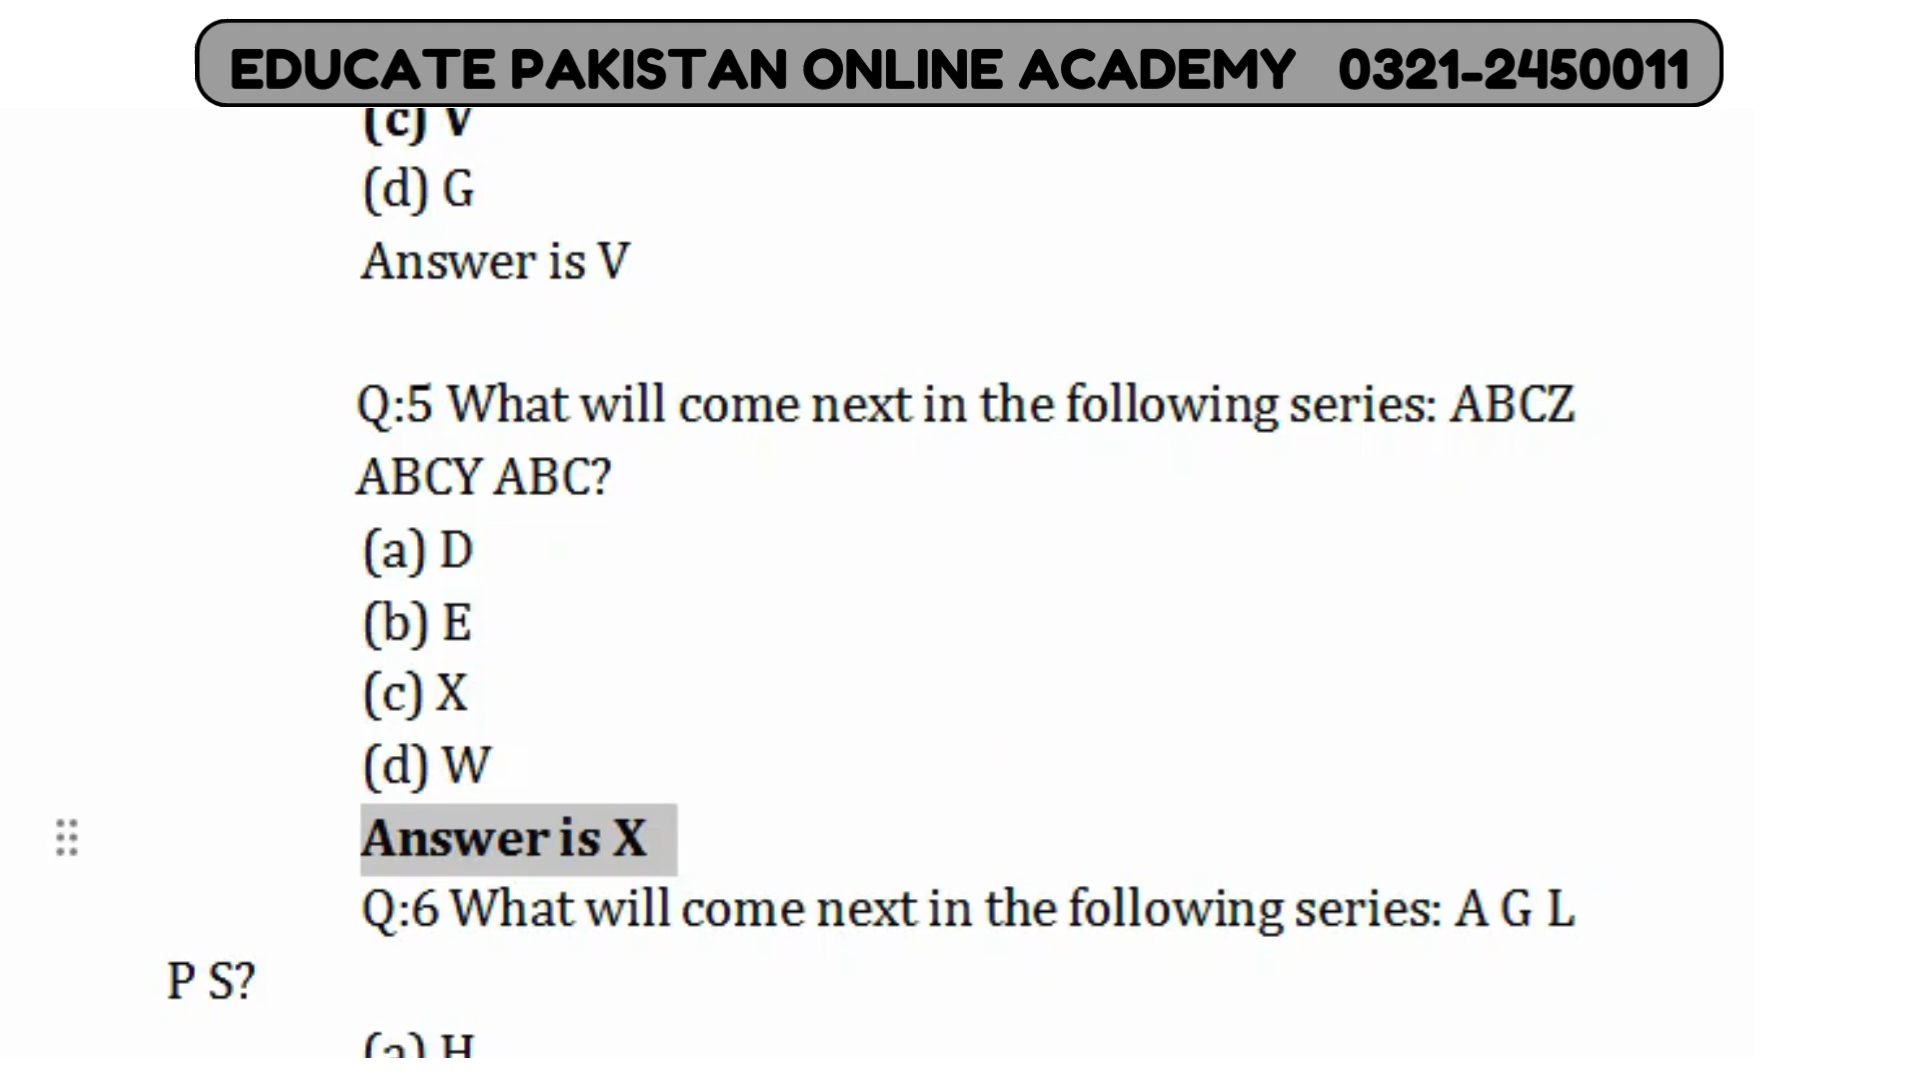 EDUCATE PAKISTAN ONLINE ACADEMY 0321-2450011
(c) V
(d) G
Answer is V
Q:5 What will come next in the following series: ABCZ
ABCY ABC?
(a) D
(b) E
(c) X
(d) W
Answer is X
Q:6 What will come next in the following series: A G L
P S?
(a) H